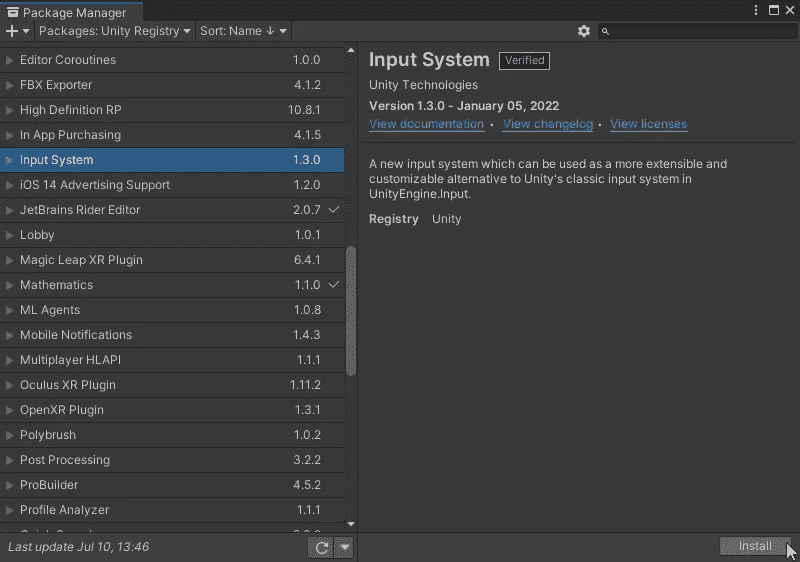 Package Manager
Packages: Unity Registry
Sort: Name ↓
Editor Coroutines 1.0.0
FBX Exporter 4.1.2
High Definition RP 10.8.1
In App Purchasing 4.1.5
Input System 1.3.0
iOS 14 Advertising Support 1.2.0
JetBrains Rider Editor 2.0.7
Lobby 1.0.1
Magic Leap XR Plugin 6.4.1
Mathematics 1.1.0
ML Agents 1.0.8
Mobile Notifications 1.4.3
Multiplayer HLAPI 1.1.1
Oculus XR Plugin 1.11.2
OpenXR Plugin 1.3.1
Polybrush 1.0.2
Post Processing 3.2.2
ProBuilder 4.5.2
Profile Analyzer 1.1.1
Last update Jul 10, 13:46
Input System Verified
Unity Technologies
Version 1.3.0 - January 05, 2022
View documentation • View changelog • View licenses
A new input system which can be used as a more extensible and
customizable alternative to Unity's classic input system in
UnityEngine.Input.
Registry Unity
Install